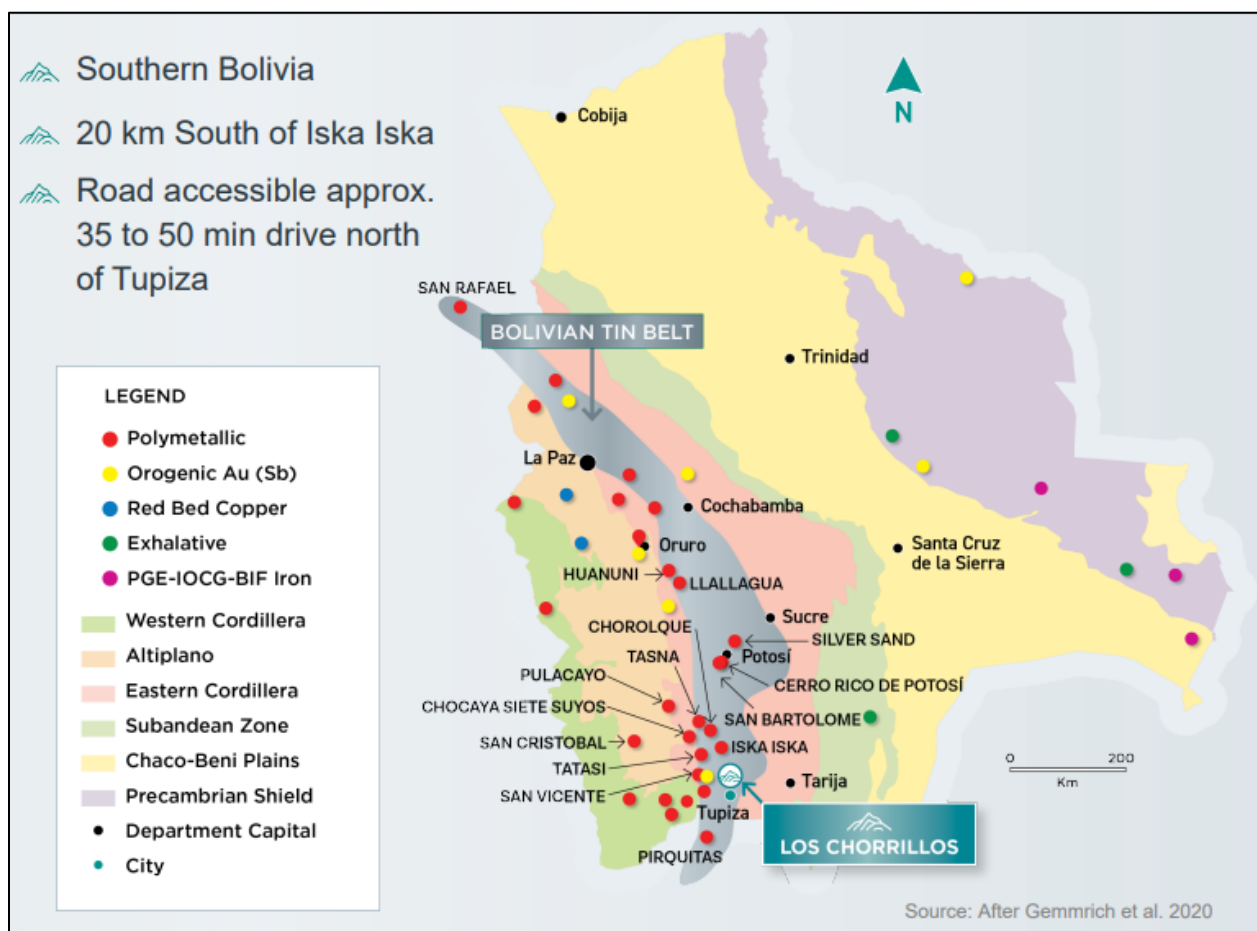 Southern Bolivia
20 km South of Iska Iska
Road accessible approx.
35 to 50 min drive north
of Tupiza
N
Cobija
SAN RAFAEL
BOLIVIAN TIN BELT
Trinidad
La Paz
Cochabamba
Oruro
Santa Cruz
de la Sierra
HUANUNI
LLALLAGUA
CHOROLQUE
Sucre
SILVER SAND
TASNA
Potosí
PULACAYO
CERRO RICO DE POTOSÍ
CHOCAYA SIETE SUYOS
SAN BARTOLOME
SAN CRISTOBAL
ISKA ISKA
TATASI
SAN VICENTE
Tarija
Tupiza
PIRQUITAS
LOS CHORRILLOS
0 200
Km
LEGEND
Polymetallic
Orogenic Au (Sb)
Red Bed Copper
Exhalative
PGE-IOCG-BIF Iron
Western Cordillera
Altiplano
Eastern Cordillera
Subandean Zone
Chaco-Beni Plains
Precambrian Shield
Department Capital
City
Source: After Gemmrich et al. 2020